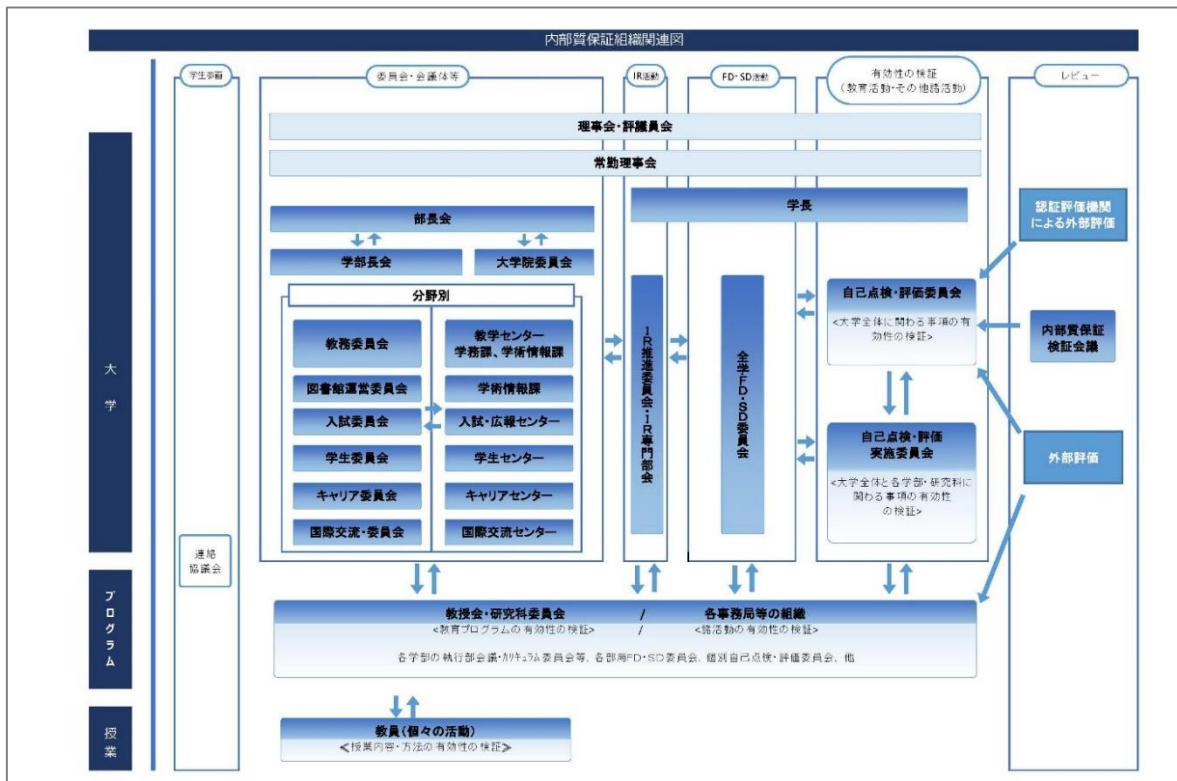 内部質保証組織関連図
学生参画
委員会・会議体等
IR活動
FD・SD活動
有効性の検証
(教育活動・その他諸活動)
レビュー
理事会・評議員会
常勤理事会
学長
部長会
学部長会
大学院委員会
分野別
教務委員会
図書館運営委員会
入試委員会
学生委員会
キャリア委員会
国際交流・委員会
教学センター
学務課、学術情報課
学術情報課
入試・広報センター
学生センター
キャリアセンター
国際交流センター
IR推進委員会・IR専門部会
全学FD・SD委員会
自己点検・評価委員会
<大学全体に関わる事項の有
効性の検証>
自己点検・評価
実施委員会
<大学全体と各学部・研究科に
関わる事項の有効性
の検証>
認証評価機関
による外部評価
内部質保証
検証会議
外部評価
大学
連絡
協議会
プログラム
教授会・研究科委員会 / 各事務局等の組織
<教育プログラムの有効性の検証> / <諸活動の有効性の検証>
各学部の執行部会議・ｶﾘｷｭﾗﾑ委員会等、各部局FD・SD委員会、個別自己点検・評価委員会、他
授業
教員(個々の活動)
≪授業内容・方法の有効性の検証≫